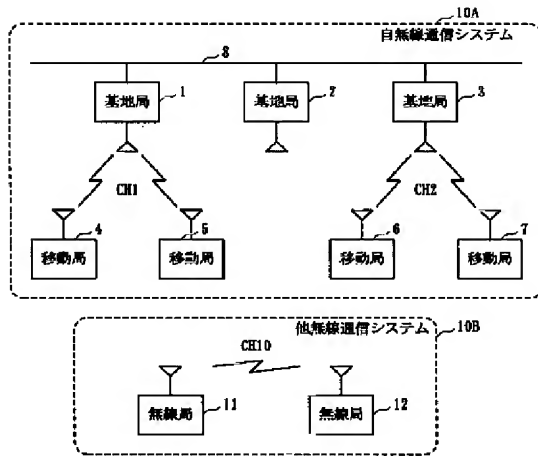 10A
自無線通信システム
8
基地局 1
基地局 2
基地局 3
CH1
CH2
4
5
6
7
移動局
移動局
移動局
移動局
他無線通信システム
10B
CH10
無線局 11
無線局 12